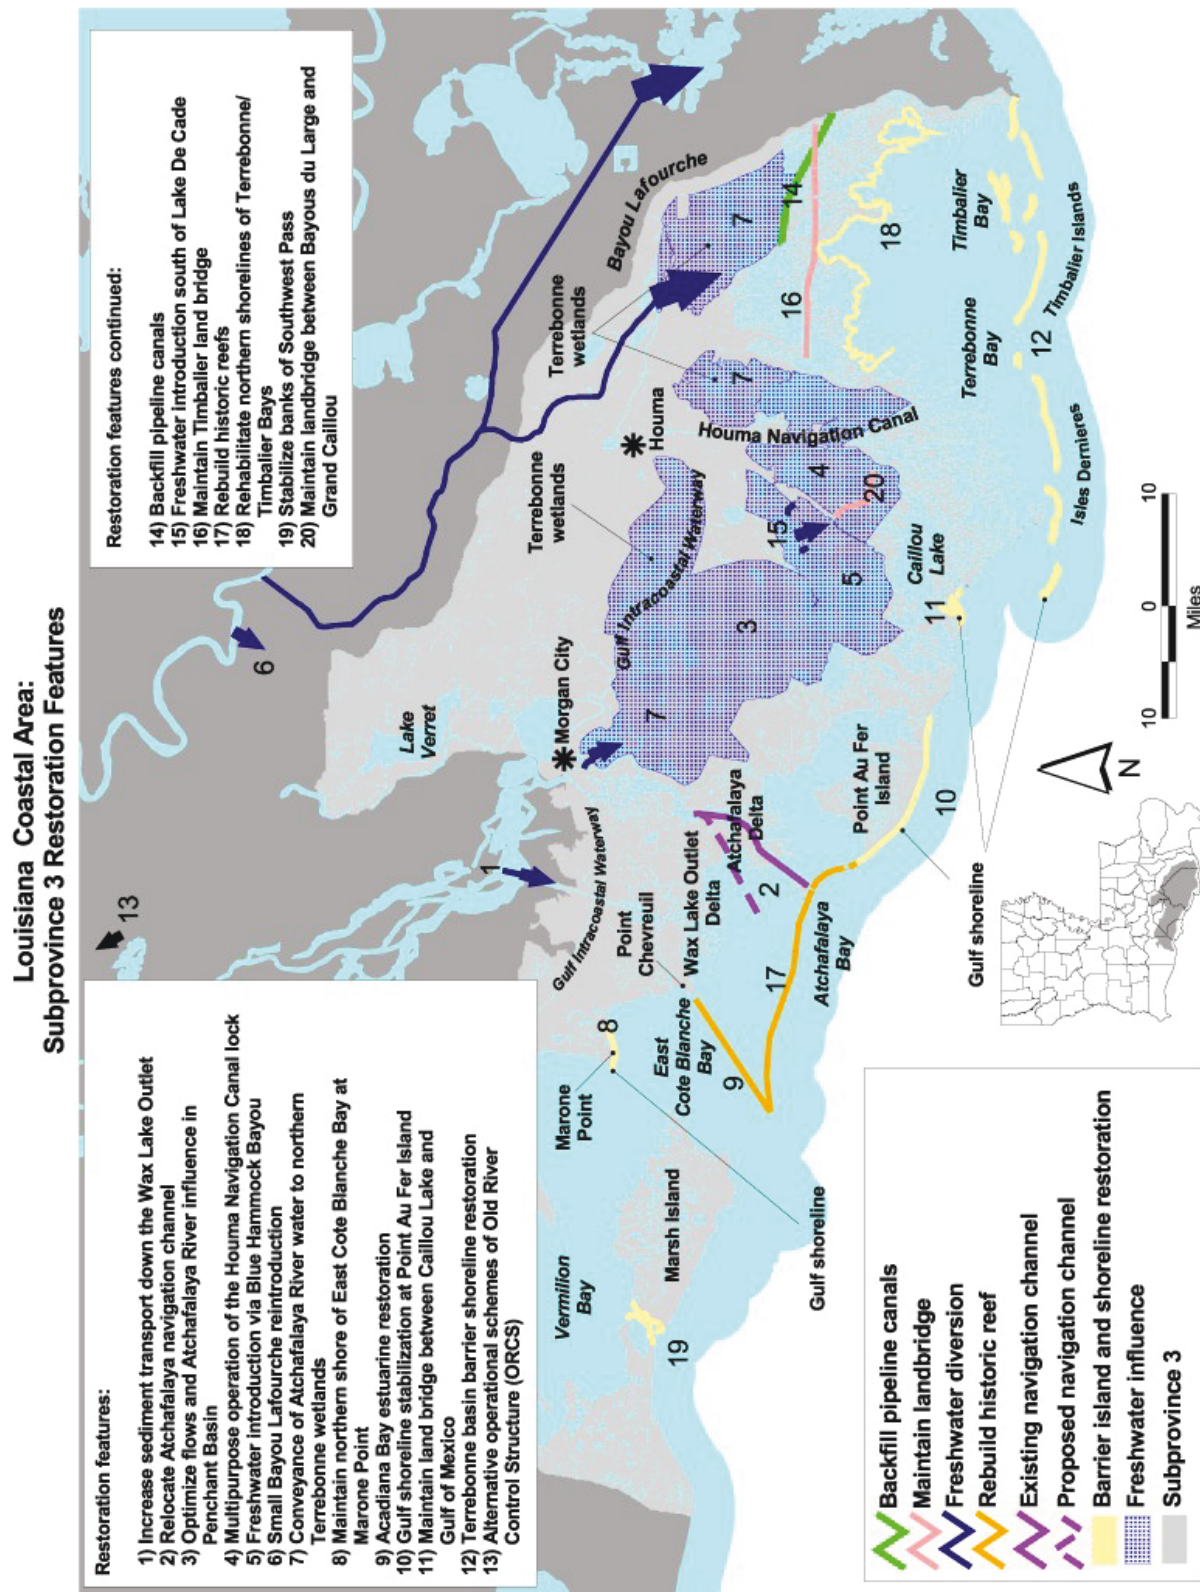 Louisiana Coastal Area:
Subprovince 3 Restoration Features
Restoration features:
1) Increase sediment transport down the Wax Lake Outlet
2) Relocate Atchafalaya navigation channel
3) Optimize flows and Atchafalaya River influence in
Penchant Basin
4) Multipurpose operation of the Houma Navigation Canal lock
5) Freshwater introduction via Blue Hammock Bayou
6) Small Bayou Lafourche reintroduction
7) Conveyance of Atchafalaya River water to northern
Terrebonne wetlands
8) Maintain northern shore of East Cote Blanche Bay at
Marone Point
9) Acadiana Bay estuarine restoration
10) Gulf shoreline stabilization at Point Au Fer Island
11) Maintain land bridge between Caillou Lake and
Gulf of Mexico
12) Terrebonne basin barrier shoreline restoration
13) Alternative operational schemes of Old River
Control Structure (ORCS)
Restoration features continued:
14) Backfill pipeline canals
15) Freshwater introduction south of Lake De Cade
16) Maintain Timbalier land bridge
17) Rebuild historic reefs
18) Rehabilitate northern shorelines of Terrebonne/
Timbalier Bays
19) Stabilize banks of Southwest Pass
20) Maintain landbridge between Bayous du Large and
Grand Caillou
13
6
1
Lake
Verret
Morgan City
Gulf Intracoastal Waterway
Terrebonne
wetlands
Houma
Terrebonne
wetlands
Bayou Lafourche
7
14
16
18
7
Houma Navigation Canal
4
20
15
5
3
7
Gulf Intracoastal Waterway
Caillou
Lake
11
Terrebonne
Bay
Timbalier
Bay
12
Timbalier Islands
Isles Dernieres
Vermilion
Bay
Marone
Point
8
Point
Chevreuil
East
Cote Blanche
Bay
Wax Lake Outlet
Delta
Atchafalaya
Delta
2
9
17
Atchafalaya
Bay
Point Au Fer
Island
10
Marsh Island
19
Gulf shoreline
Gulf shoreline
N
10
0
10
Miles
Backfill pipeline canals
Maintain landbridge
Freshwater diversion
Rebuild historic reef
Existing navigation channel
Proposed navigation channel
Barrier island and shoreline restoration
Freshwater influence
Subprovince 3